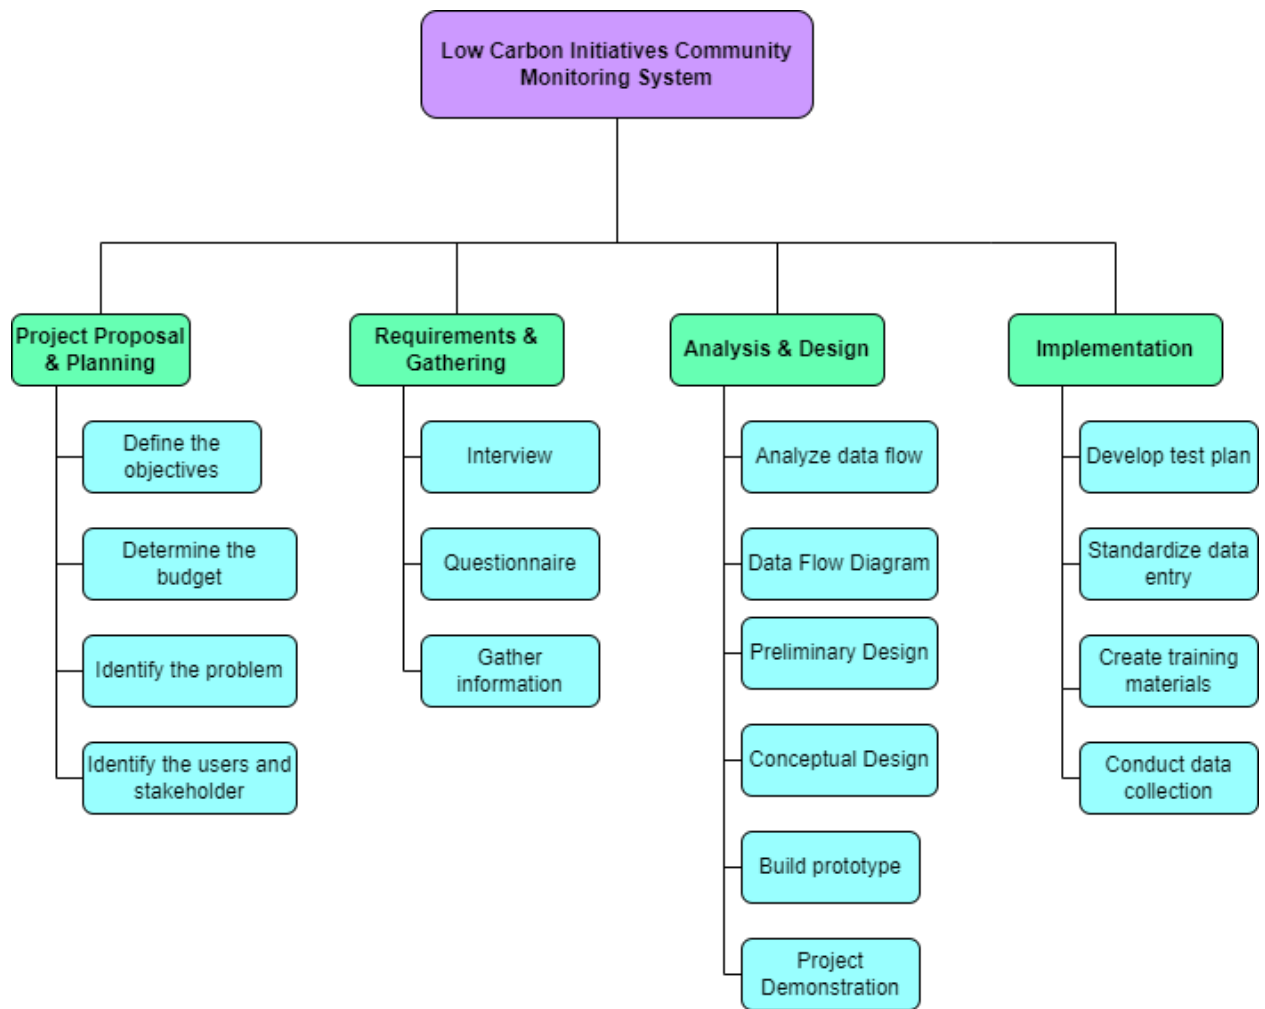 Low Carbon Initiatives Community
Monitoring System
Project Proposal
& Planning
Define the
objectives
Determine the
budget
Identify the problem
Identify the users and
stakeholder
Requirements &
Gathering
Interview
Questionnaire
Gather
information
Analysis & Design
Analyze data flow
Data Flow Diagram
Preliminary Design
Conceptual Design
Build prototype
Project
Demonstration
Implementation
Develop test plan
Standardize data
entry
Create training
materials
Conduct data
collection